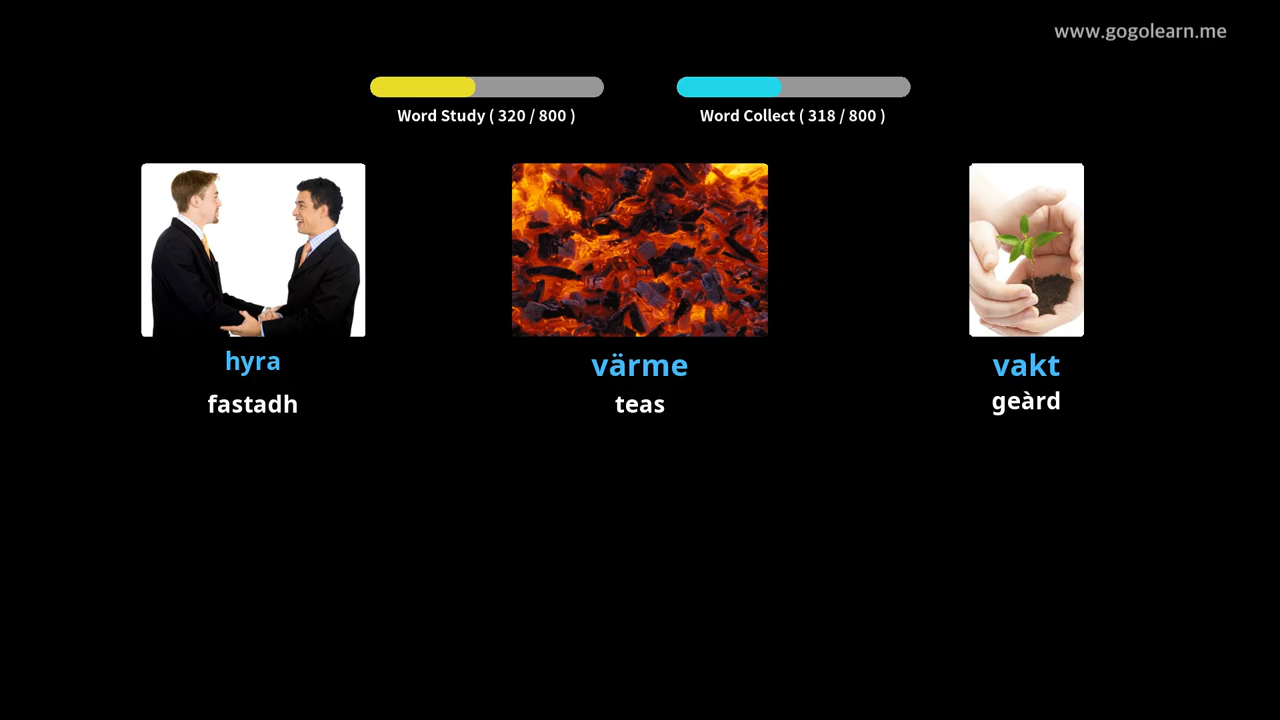 www.gogolearn.me
Word Study ( 320 / 800 )
Word Collect ( 318 / 800 )
hyra
fastadh
värme
teas
vakt
geàrd